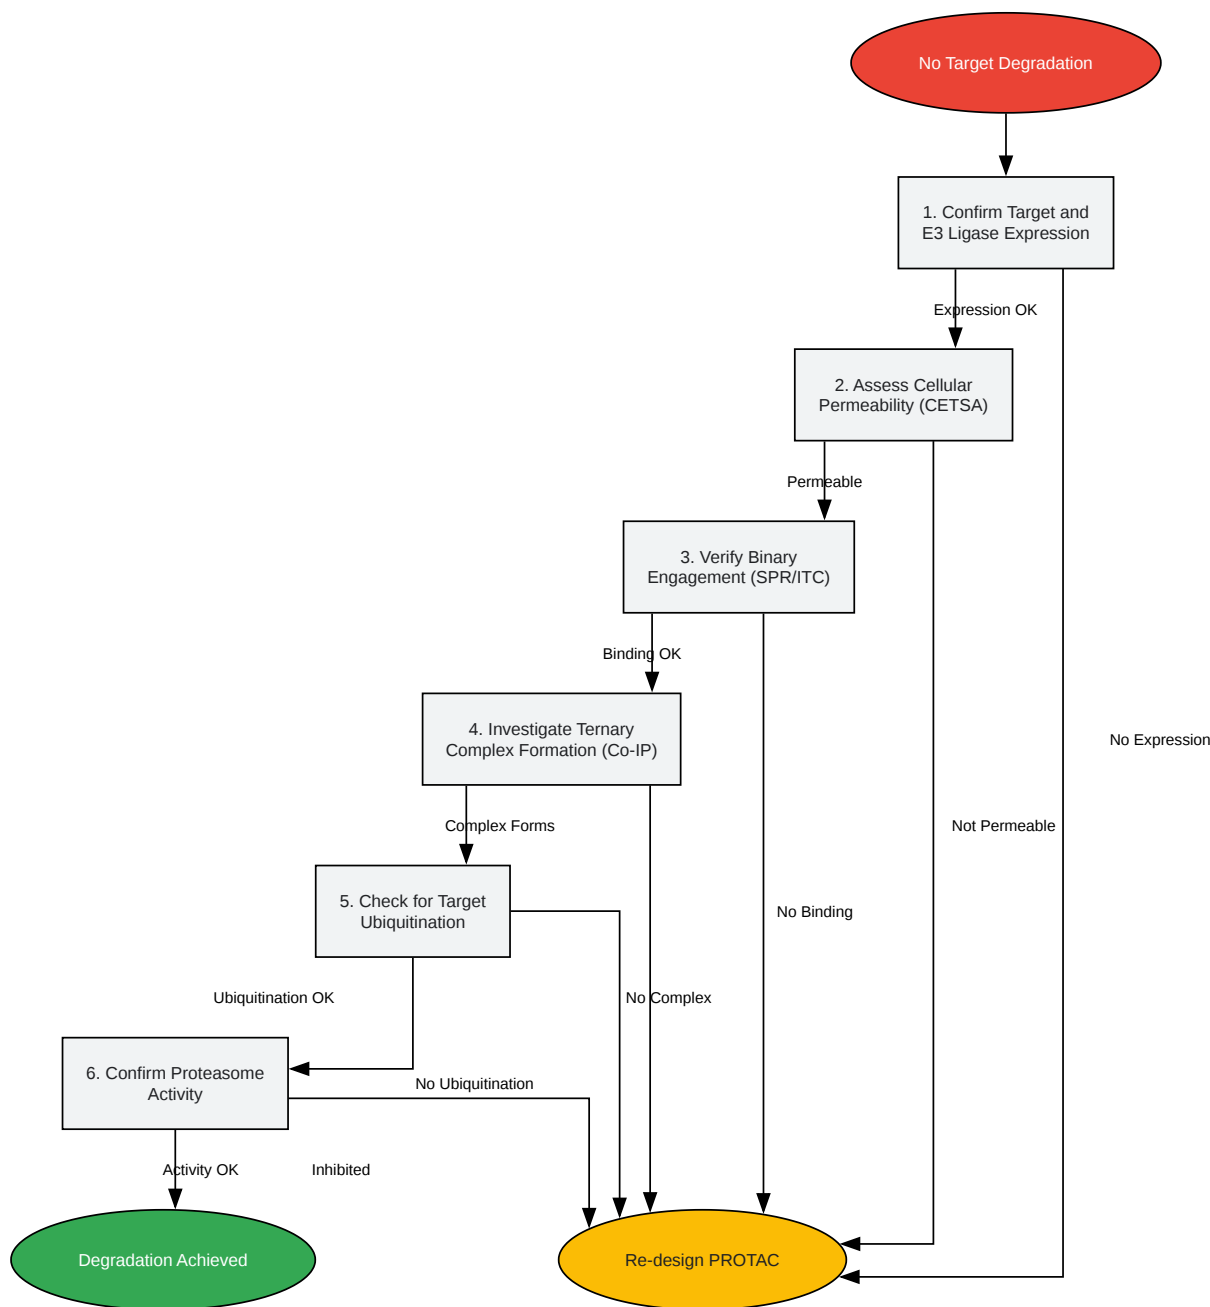 No Target Degradation
1. Confirm Target and
E3 Ligase Expression
Expression OK
2. Assess Cellular
Permeability (CETSA)
Permeable
3. Verify Binary
Engagement (SPR/ITC)
Binding OK
4. Investigate Ternary
Complex Formation (Co-IP)
No Expression
Complex Forms
Not Permeable
5. Check for Target
Ubiquitination
No Binding
Ubiquitination OK
No Complex
6. Confirm Proteasome
Activity
No Ubiquitination
Activity OK
Inhibited
Degradation Achieved
Re-design PROTAC